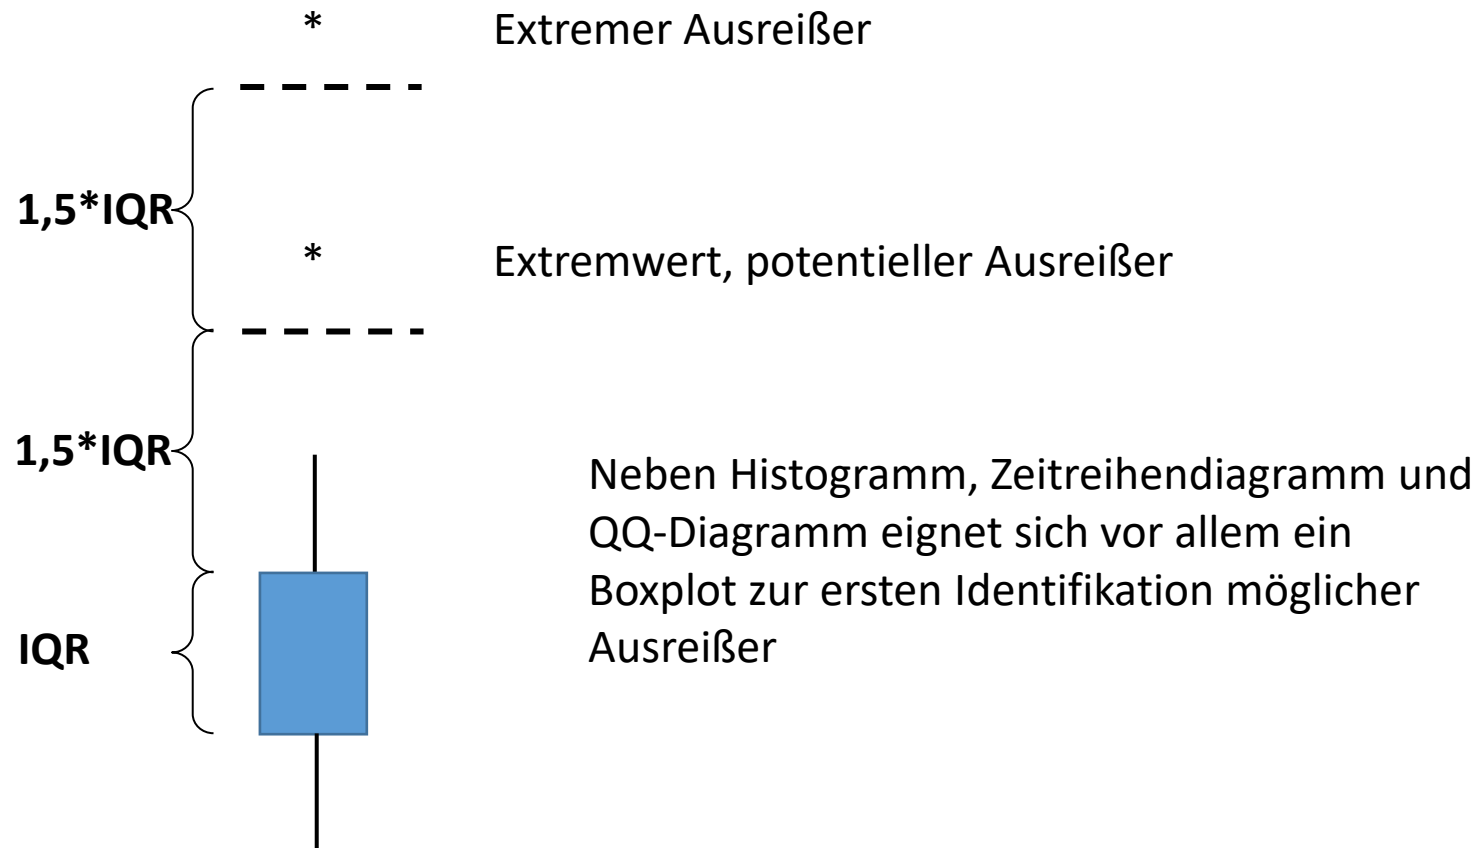 *
Extremer Ausreißer
1,5*IQR
*
Extremwert, potentieller Ausreißer
1,5*IQR
Neben Histogramm, Zeitreihendiagramm und
QQ-Diagramm eignet sich vor allem ein
Boxplot zur ersten Identifikation möglicher
Ausreißer
IQR